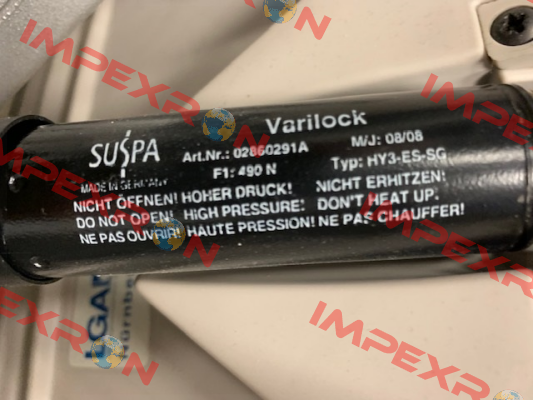 IMPEXRON
Varilock
SUSPA
Art.Nr.: 02860291A
M/J: 08/08
MADE IN GERMANY
F1: 490 N
Typ: HY3-ES-SG
NICHT ÖFFNEN! HOHER DRUCK! NICHT ERHITZEN!
DO NOT OPEN! HIGH PRESSURE! DON'T HEAT UP.
NE PAS OUVRIR! HAUTE PRESSION! NE PAS CHAUFFER!
IMPEXRON
IMPEXRON